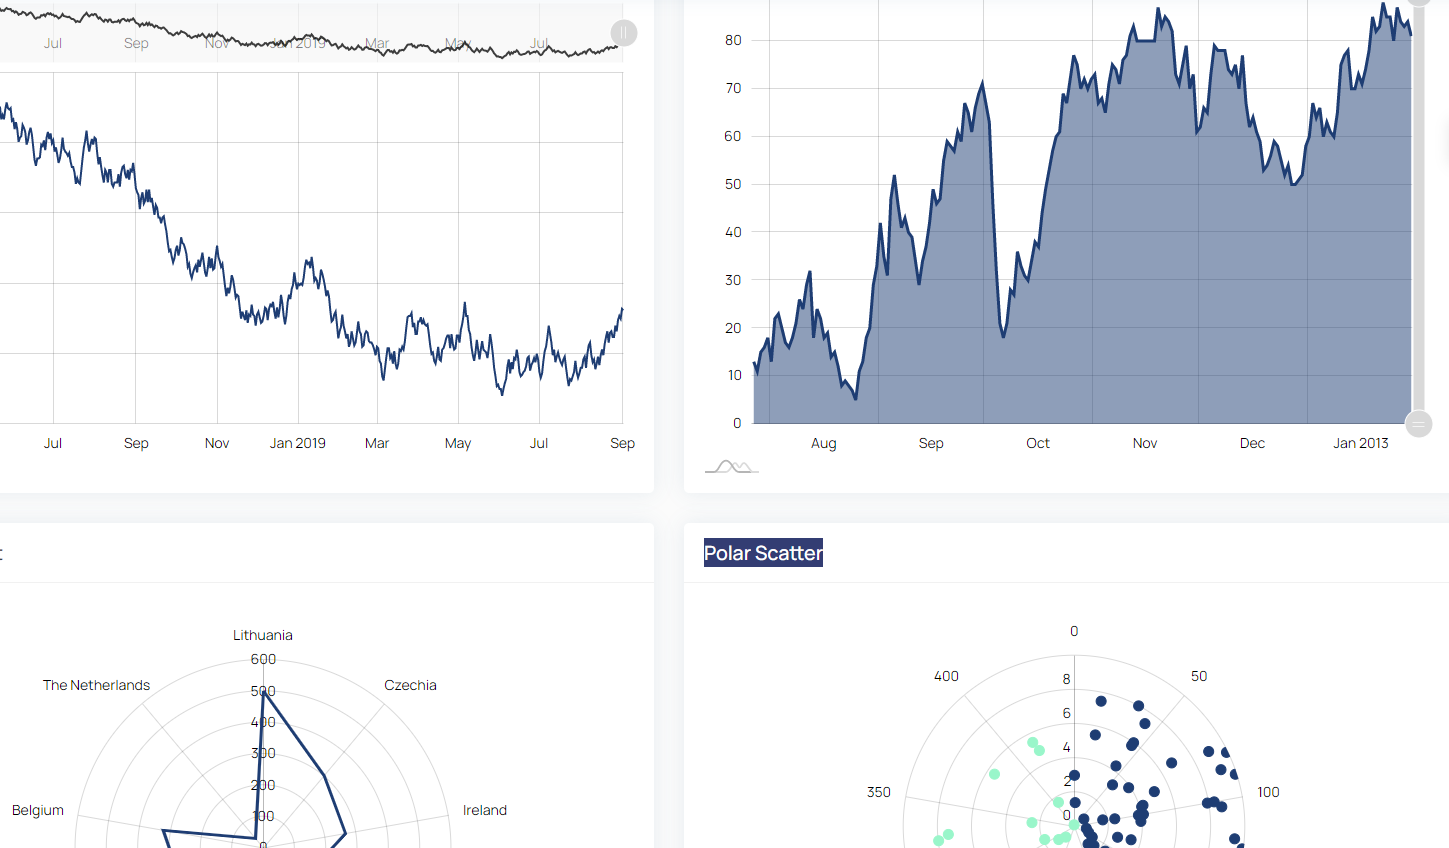 Jul Sep Nov Jan 2019 Mar May Jul
Jul Sep Nov Jan 2019 Mar May Jul Sep
80
70
60
50
40
30
20
10
0
Aug Sep Oct Nov Dec Jan 2013
Polar Scatter
Lithuania
The Netherlands
Czechia
Belgium
Ireland
600
500
400
300
200
100
0
0
400
50
350
100
8
6
4
2
0